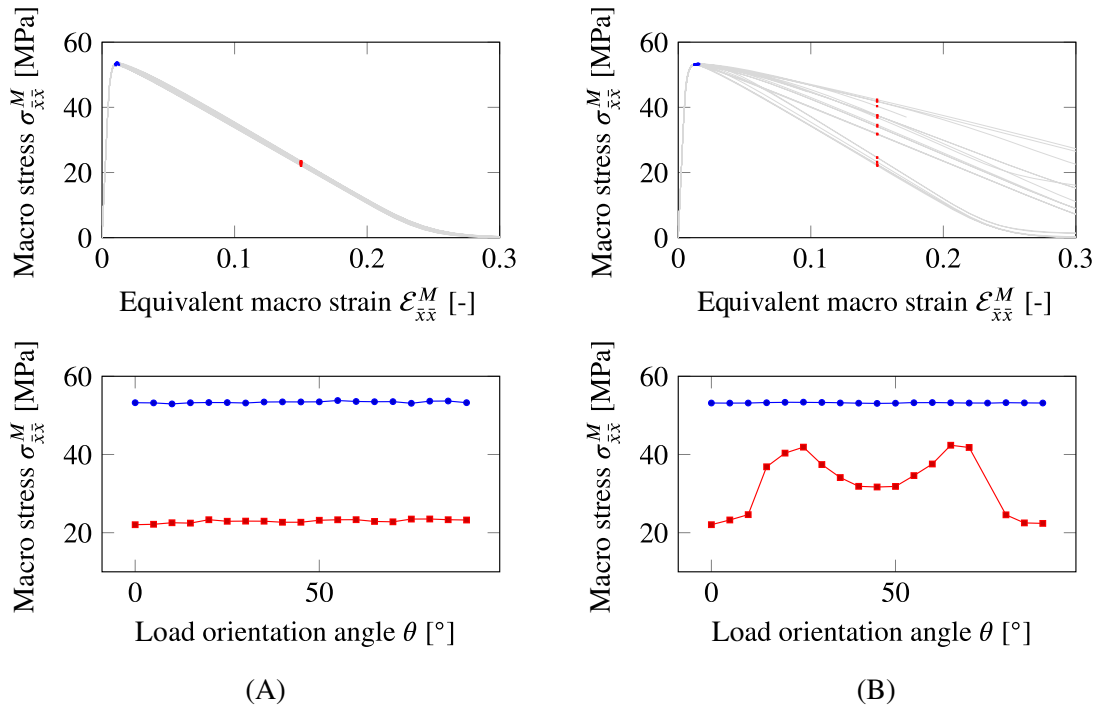 60
40
20
0
0 0.1 0.2 0.3
Macro stress σ^M_x̄x̄ [MPa]
Equivalent macro strain ℰ^M_x̄x̄ [-]
60
40
20
0
0 0.1 0.2 0.3
Macro stress σ^M_x̄x̄ [MPa]
Equivalent macro strain ℰ^M_x̄x̄ [-]
60
40
20
0 50
Macro stress σ^M_x̄x̄ [MPa]
Load orientation angle θ [°]
60
40
20
0 50
Macro stress σ^M_x̄x̄ [MPa]
Load orientation angle θ [°]
(A)
(B)